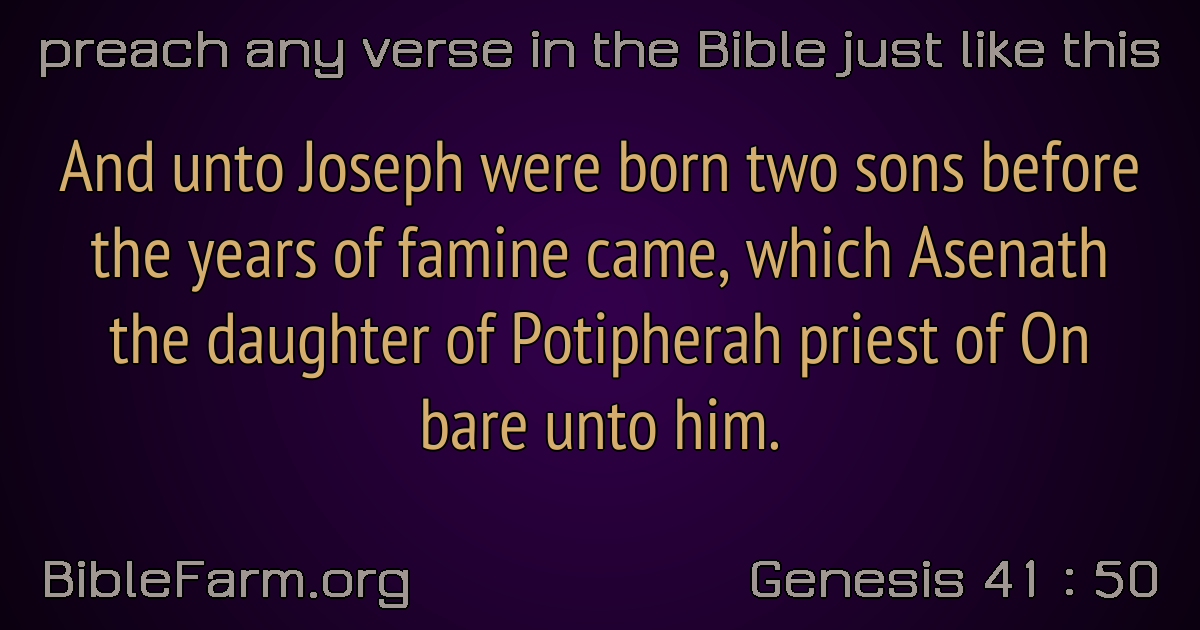 preach any verse in the Bible just like this
And unto Joseph were born two sons before
the years of famine came, which Asenath
the daughter of Potipherah priest of On
bare unto him.
BibleFarm.org
Genesis 41 : 50